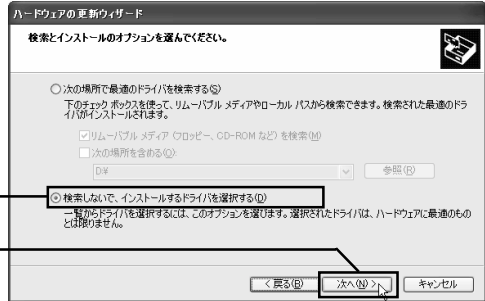 ハードウェアの更新ウィザード
検索とインストールのオプションを選んでください。
次の場所で最適のドライバを検索する(S)
下のチェック ボックスを使って、リムーバブル メディアやローカル パスから検索できます。検索された最適のドラ
イバがインストールされます。
リムーバブル メディア (フロッピー、CD-ROM など) を検索(M)
次の場所を含める(O)
D:¥
参照(R)
検索しないで、インストールするドライバを選択する(D)
一覧からドライバを選択するには、このオプションを選びます。選択されたドライバは、ハードウェアに最適のもの
とは限りません。
< 戻る(B) 次へ(N) > キャンセル